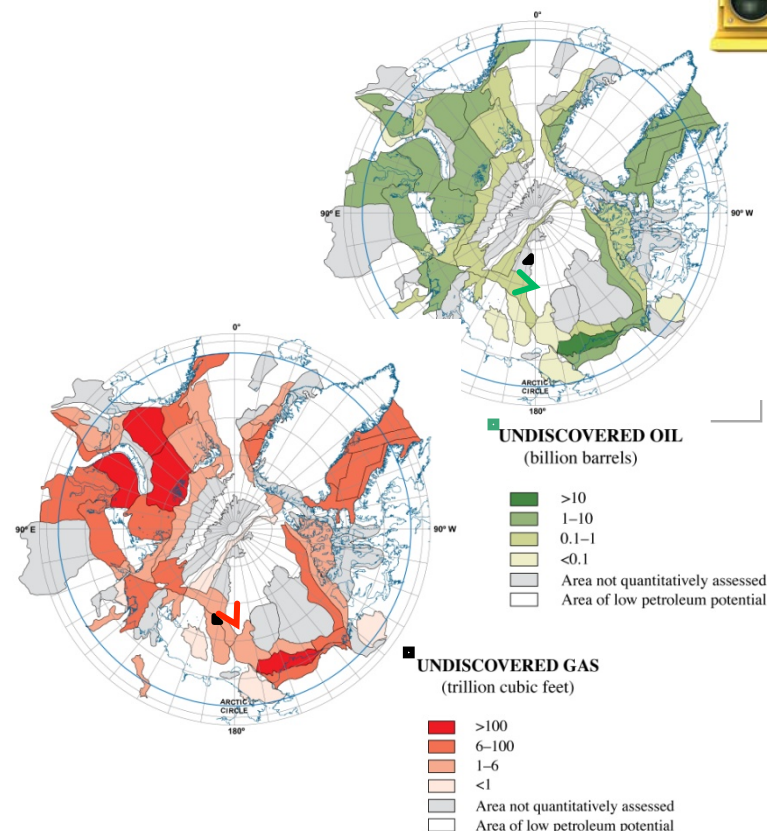 0°
90° E
90° W
ARCTIC
CIRCLE
180°
UNDISCOVERED OIL
(billion barrels)
>10
1–10
0.1–1
<0.1
Area not quantitatively assessed
Area of low petroleum potential
0°
90° E
90° W
ARCTIC
CIRCLE
180°
UNDISCOVERED GAS
(trillion cubic feet)
>100
6–100
1–6
<1
Area not quantitatively assessed
Area of low petroleum potential